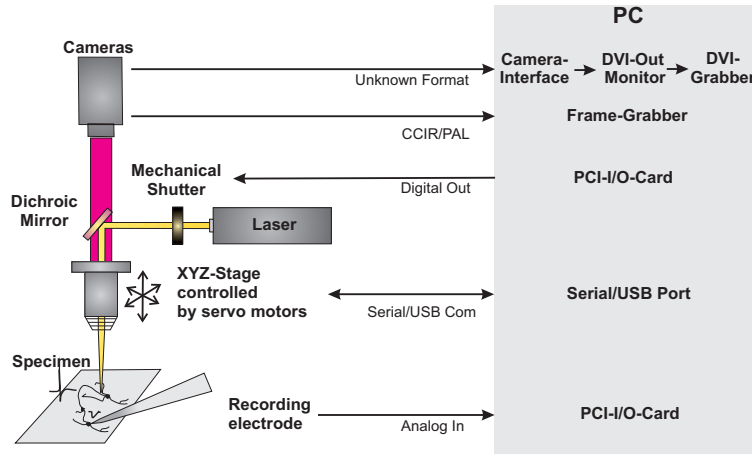 PC
Cameras
Unknown Format
Camera-
Interface
DVI-Out
Monitor
DVI-
Grabber
CCIR/PAL
Frame-Grabber
Mechanical
Shutter
Digital Out
PCI-I/O-Card
Dichroic
Mirror
Laser
XYZ-Stage
controlled
by servo motors
Serial/USB Com
Serial/USB Port
Specimen
Recording
electrode
Analog In
PCI-I/O-Card